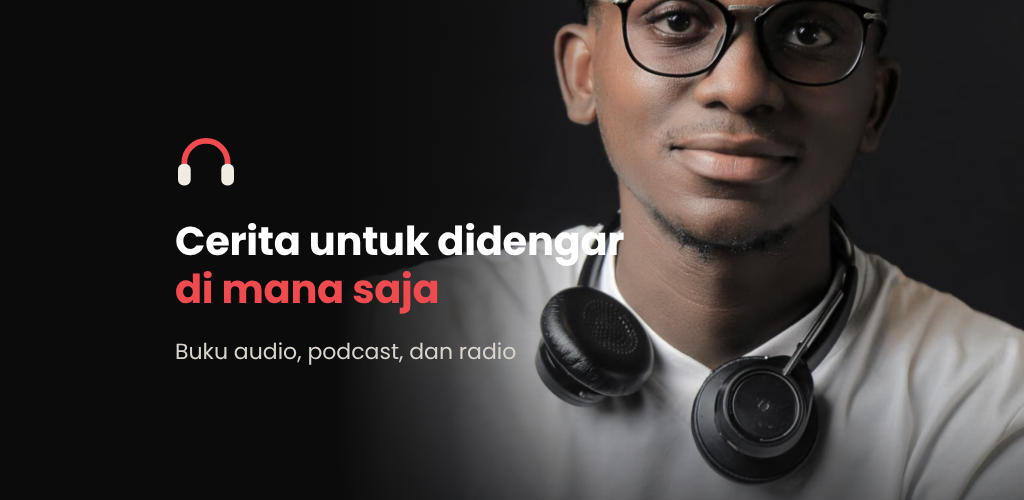 Cerita untuk didengar
di mana saja
Buku audio, podcast, dan radio